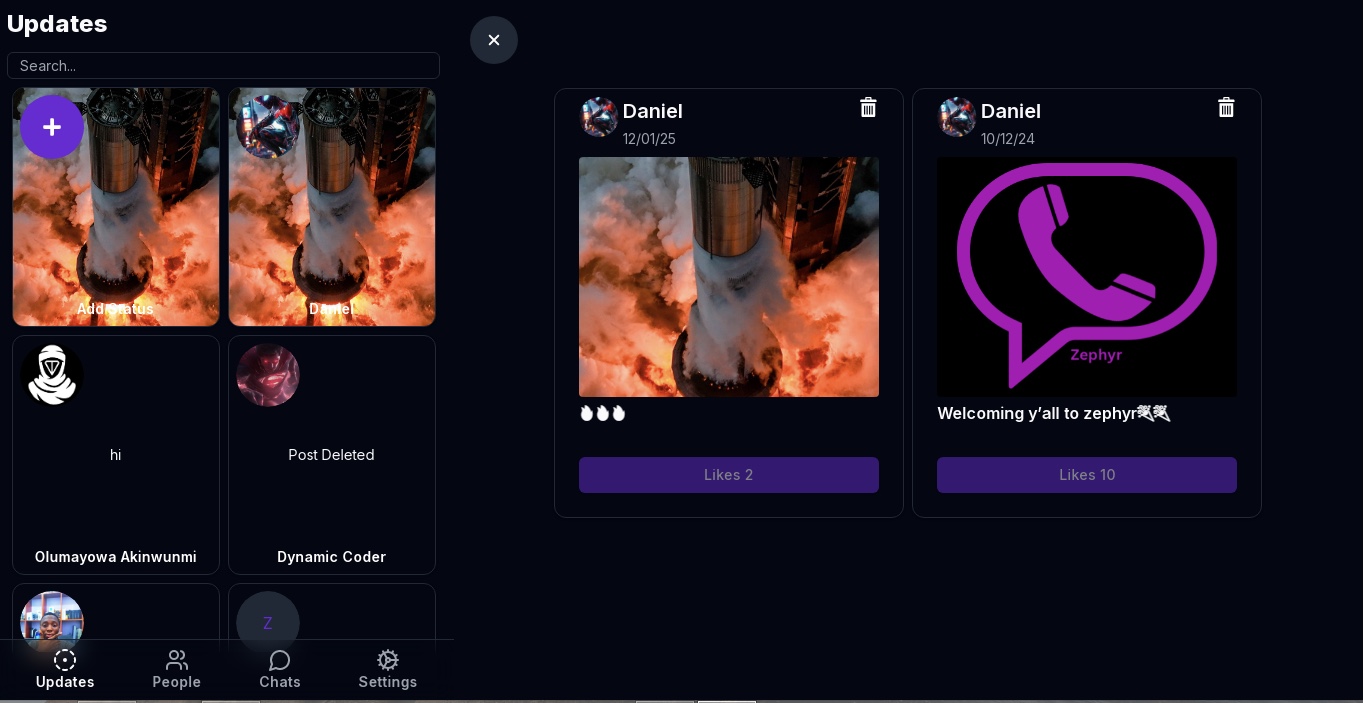 Updates
Search...
Add Status
Daniel
hi
Olumayowa Akinwunmi
Post Deleted
Dynamic Coder
Z
Updates
People
Chats
Settings
Daniel
12/01/25
Likes 2
Daniel
10/12/24
Zephyr
Welcoming y’all to zephyr
Likes 10